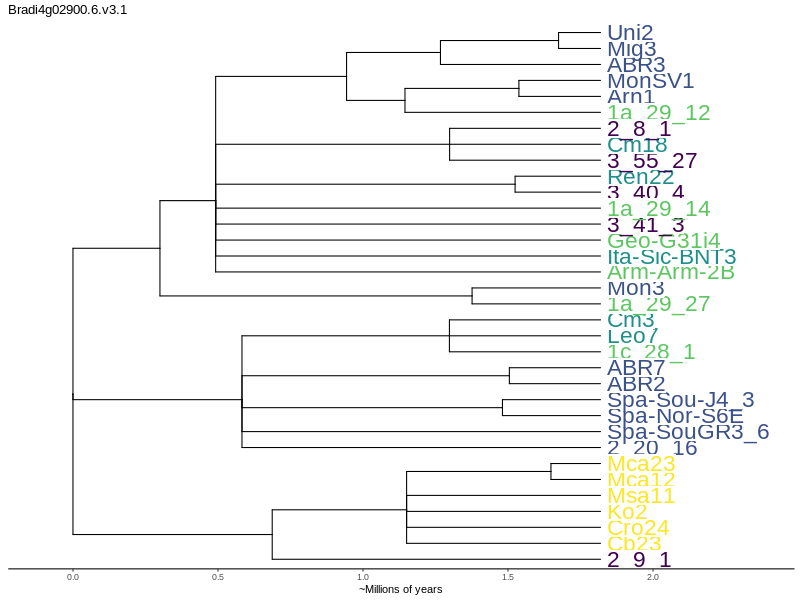 Bradi4g02900.6.v3.1
Uni2
Mig3
ABR3
MonSV1
Arn1
1a_29_12
2_8_1
Cm18
3_55_27
Ren22
3_40_4
1a_29_14
3_41_3
Geo-G31i4
Ita-Sic-BNT3
Arm-Arm-2B
Mon3
1a_29_27
Cm3
Leo7
1c_28_1
ABR7
ABR2
Spa-Sou-J4_3
Spa-Nor-S6E
Spa-SouGR3_6
2_20_16
Mca23
Mca12
Msa11
Ko2
Cro24
Cb23
2_9_1
0.0 0.5 1.0 1.5 2.0
~Millions of years